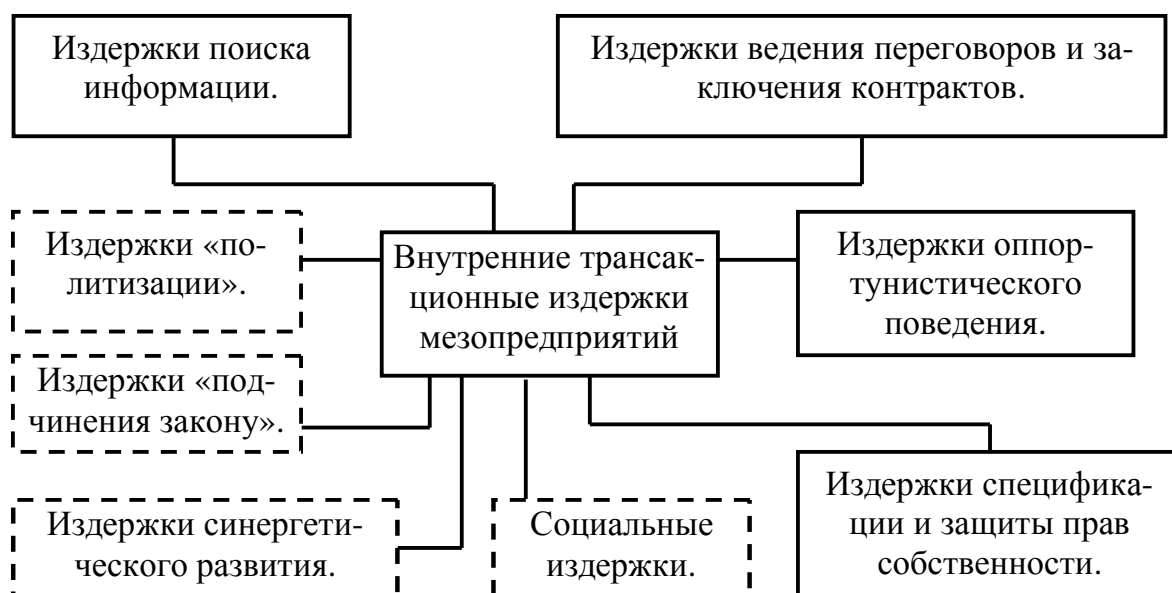 Издержки поиска
информации.
Издержки ведения переговоров и за-
ключения контрактов.
Издержки «по-
литизации».
Внутренние трансак-
ционные издержки
мезопредприятий
Издержки оппор-
тунистического
поведения.
Издержки «под-
чинения закону».
Издержки синергети-
ческого развития.
Социальные
издержки.
Издержки специфика-
ции и защиты прав
собственности.